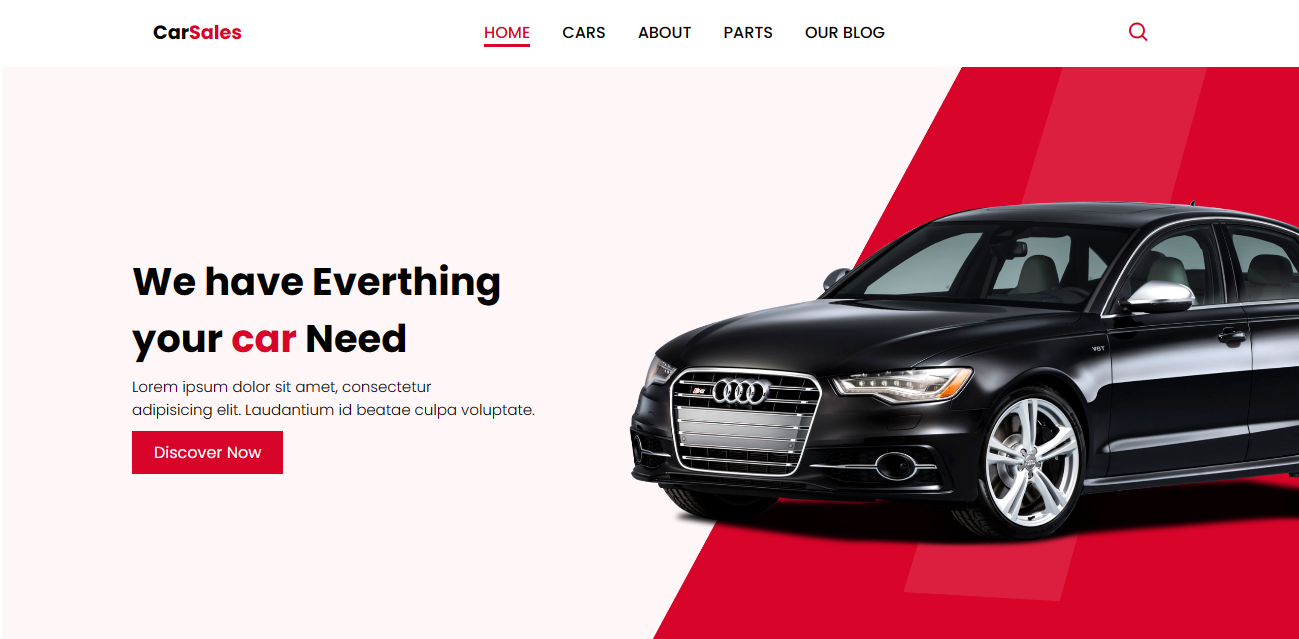 CarSales
HOME CARS ABOUT PARTS OUR BLOG
We have Everthing
your car Need
Lorem ipsum dolor sit amet, consectetur
adipisicing elit. Laudantium id beatae culpa voluptate.
Discover Now
V8T